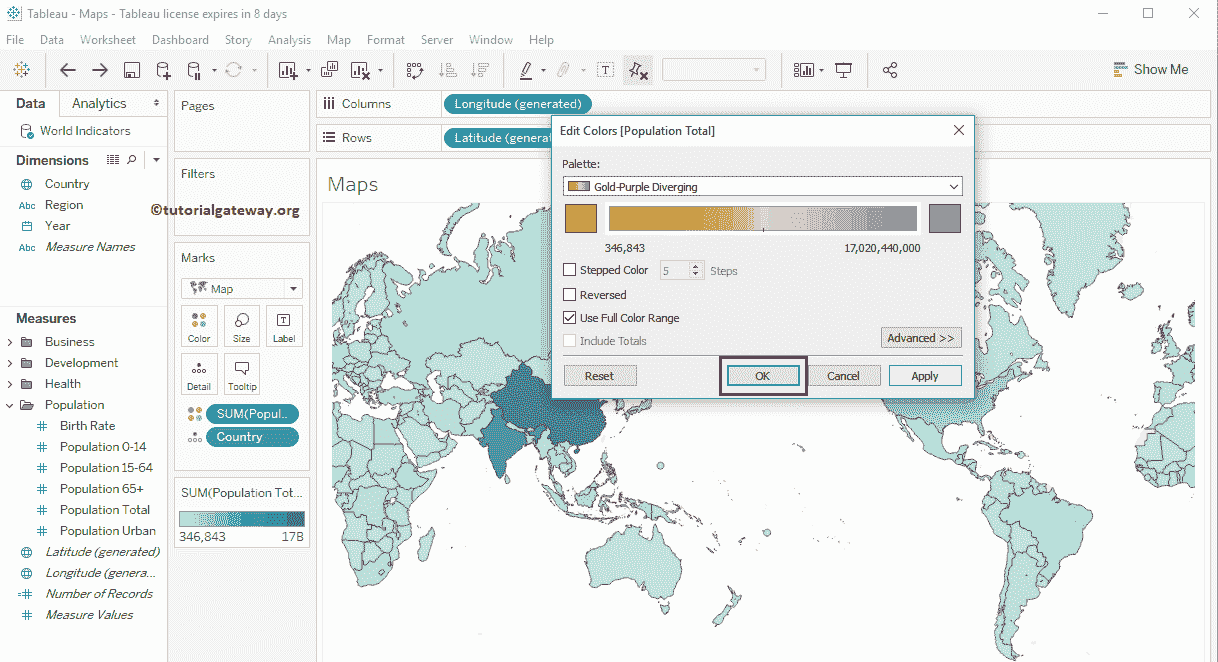 Tableau - Maps - Tableau license expires in 8 days
File Data Worksheet Dashboard Story Analysis Map Format Server Window Help
Show Me
Data Analytics
World Indicators
Dimensions
Country
Abc Region
Year
Abc Measure Names
©tutorialgateway.org
Measures
Business
Development
Health
Population
# Birth Rate
# Population 0-14
# Population 15-64
# Population 65+
# Population Total
# Population Urban
Latitude (generated)
Longitude (genera...
=# Number of Records
# Measure Values
Pages
Filters
Marks
Map
Color Size Label
Detail Tooltip
SUM(Popul..
Country
SUM(Population Tot...
346,843 17B
Columns Longitude (generated)
Rows Latitude (generat
Maps
Edit Colors [Population Total]
Palette:
Gold-Purple Diverging
346,843 17,020,440,000
Stepped Color 5 Steps
Reversed
Use Full Color Range
Include Totals
Advanced >>
Reset OK Cancel Apply